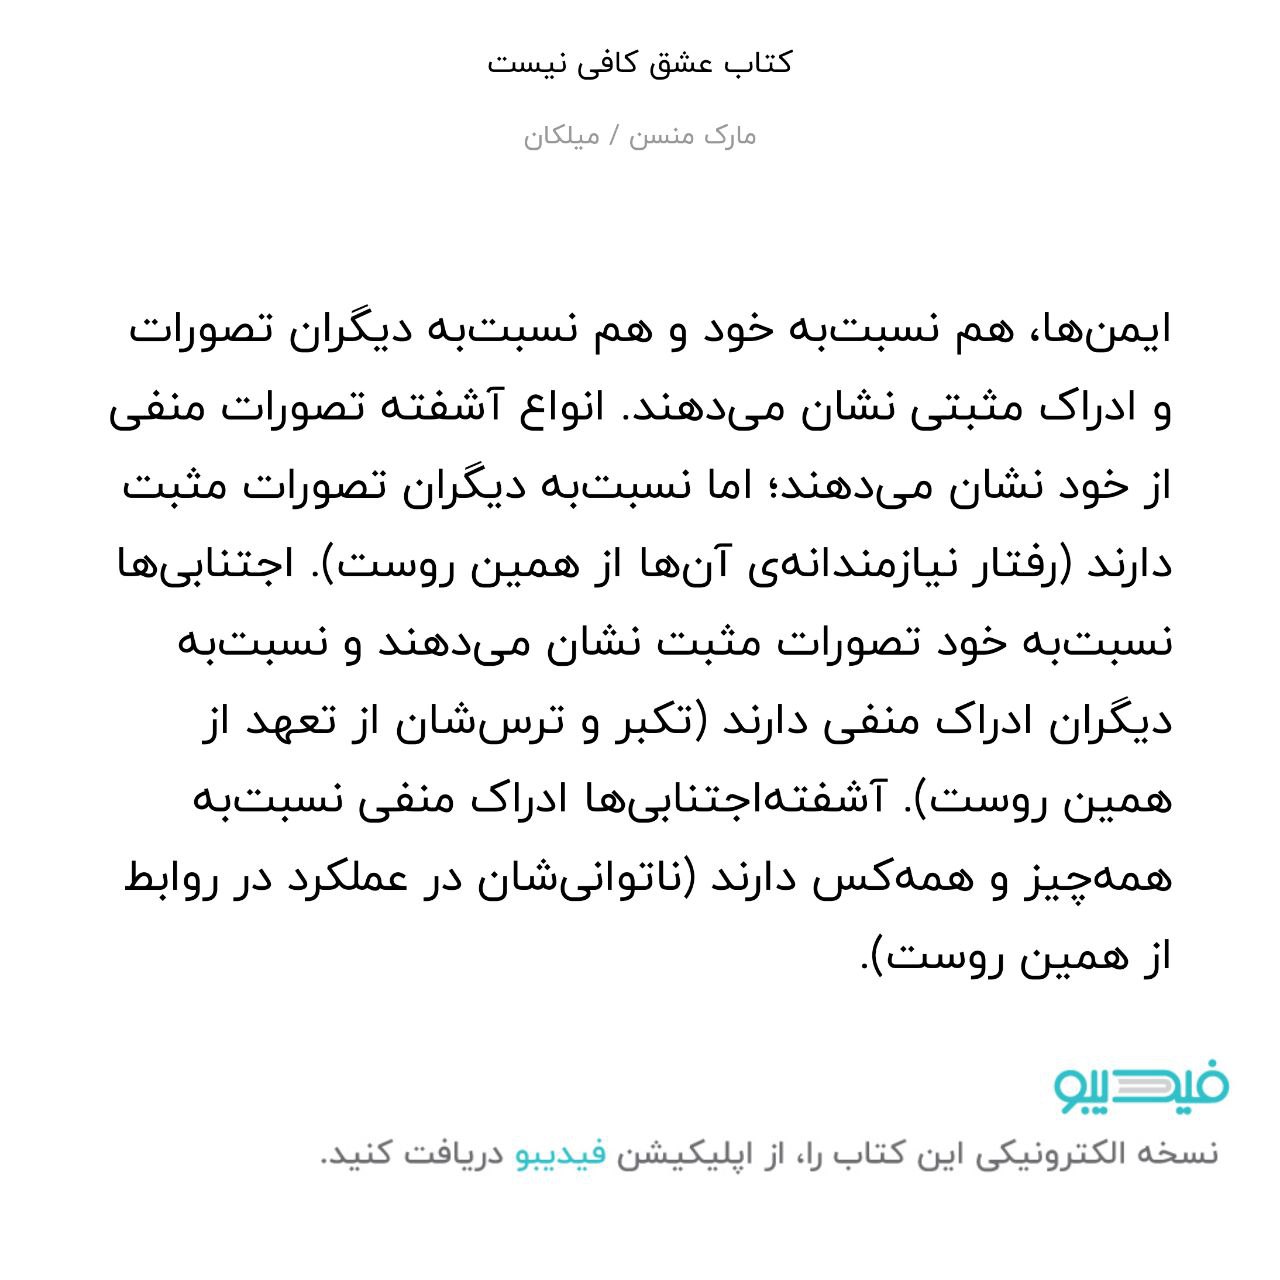 کتاب عشق کافی نیست
مارک منسن / میلکان
ایمن‌ها، هم نسبت‌به خود و هم نسبت‌به دیگران تصورات
و ادراک مثبتی نشان می‌دهند. انواع آشفته تصورات منفی
از خود نشان می‌دهند؛ اما نسبت‌به دیگران تصورات مثبت
دارند (رفتار نیازمندانه‌ی آن‌ها از همین روست). اجتنابی‌ها
نسبت‌به خود تصورات مثبت نشان می‌دهند و نسبت‌به
دیگران ادراک منفی دارند (تکبر و ترس‌شان از تعهد از
همین روست). آشفته‌اجتنابی‌ها ادراک منفی نسبت‌به
همه‌چیز و همه‌کس دارند (ناتوانی‌شان در عملکرد در روابط
از همین روست).
فیدیبو
نسخه الکترونیکی این کتاب را، از اپلیکیشن فیدیبو دریافت کنید.